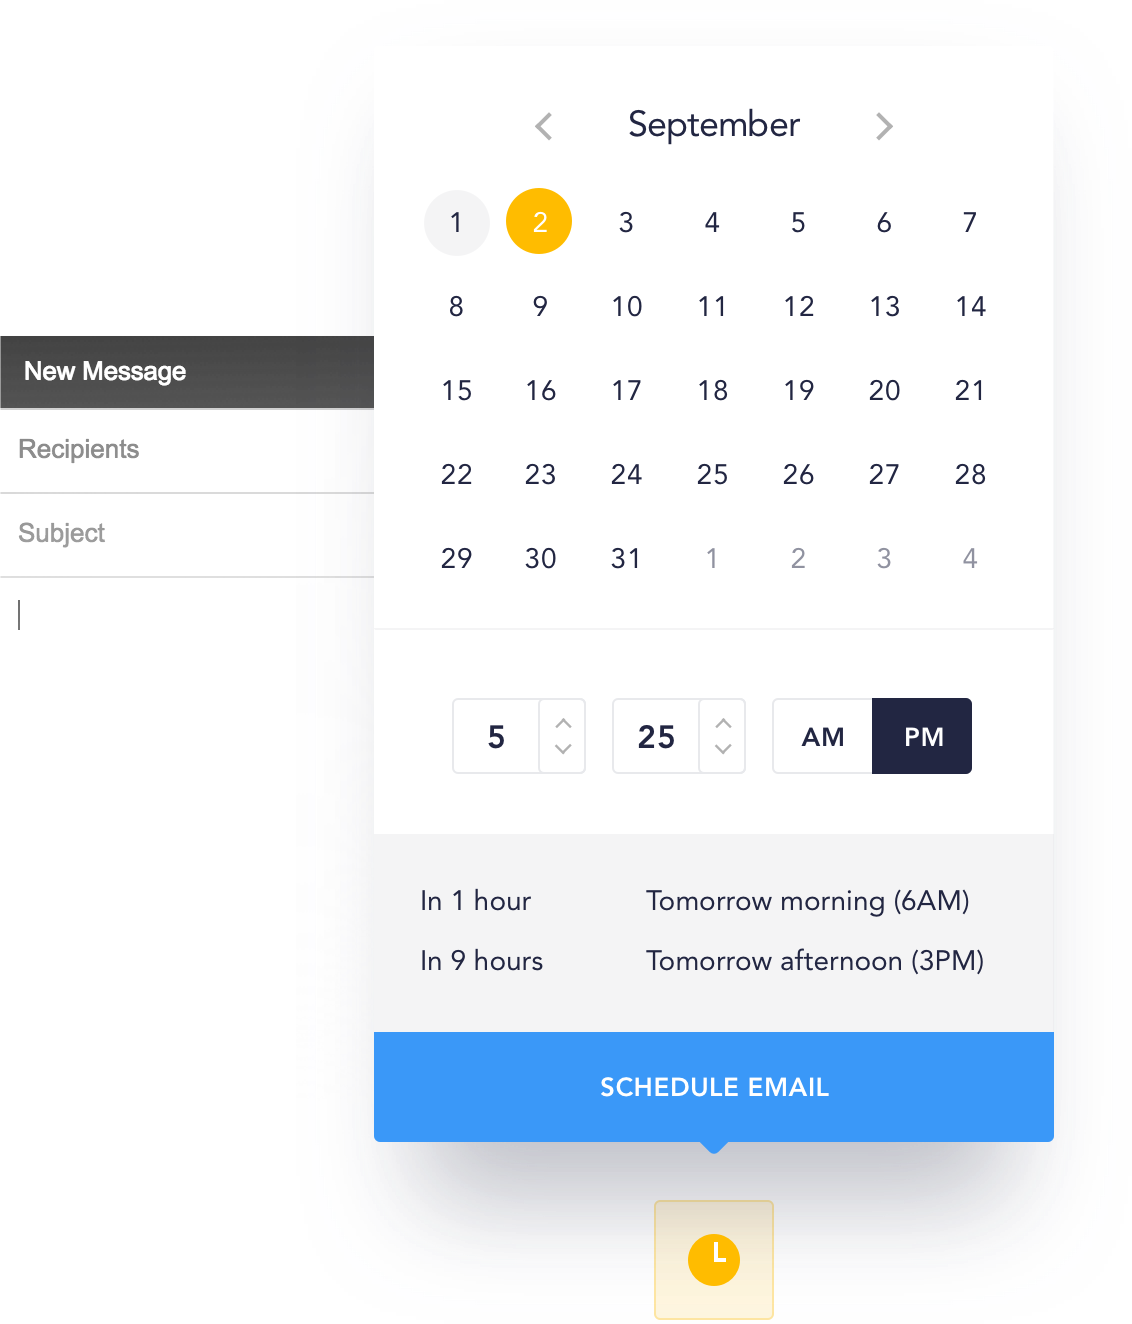 September
1 2 3 4 5 6 7
8 9 10 11 12 13 14
15 16 17 18 19 20 21
22 23 24 25 26 27 28
29 30 31 1 2 3 4
New Message
Recipients
Subject
5 25 AM PM
In 1 hour Tomorrow morning (6AM)
In 9 hours Tomorrow afternoon (3PM)
SCHEDULE EMAIL